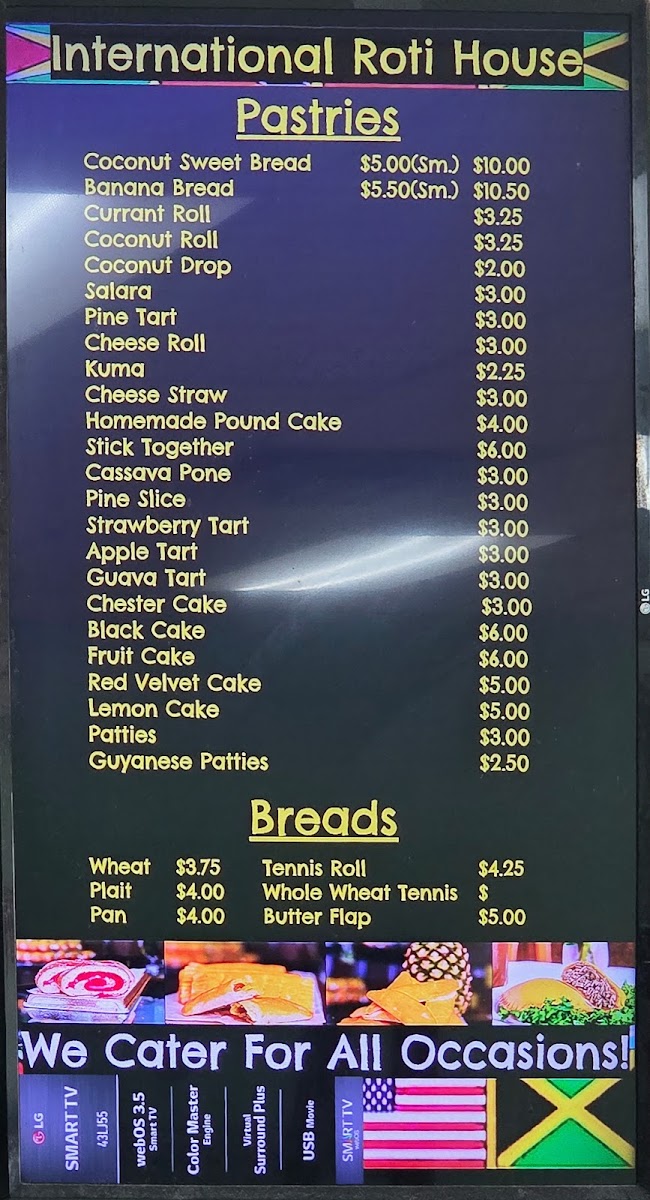 International Roti House
Pastries
Coconut Sweet Bread $5.00(Sm.) $10.00
Banana Bread $5.50(Sm.) $10.50
Currant Roll $3.25
Coconut Roll $3.25
Coconut Drop $2.00
Salara $3.00
Pine Tart $3.00
Cheese Roll $3.00
Kuma $2.25
Cheese Straw $3.00
Homemade Pound Cake $4.00
Stick Together $6.00
Cassava Pone $3.00
Pine Slice $3.00
Strawberry Tart $3.00
Apple Tart $3.00
Guava Tart $3.00
Chester Cake $3.00
Black Cake $6.00
Fruit Cake $6.00
Red Velvet Cake $5.00
Lemon Cake $5.00
Patties $3.00
Guyanese Patties $2.50
Breads
Wheat $3.75 Tennis Roll $4.25
Plait $4.00 Whole Wheat Tennis $
Pan $4.00 Butter Flap $5.00
We Cater For All Occasions!
LG
SMART TV
43LJ55
webOS 3.5
Smart TV
Color Master
Engine
Virtual
Surround Plus
USB Movie
SMART TV
webOS
LG